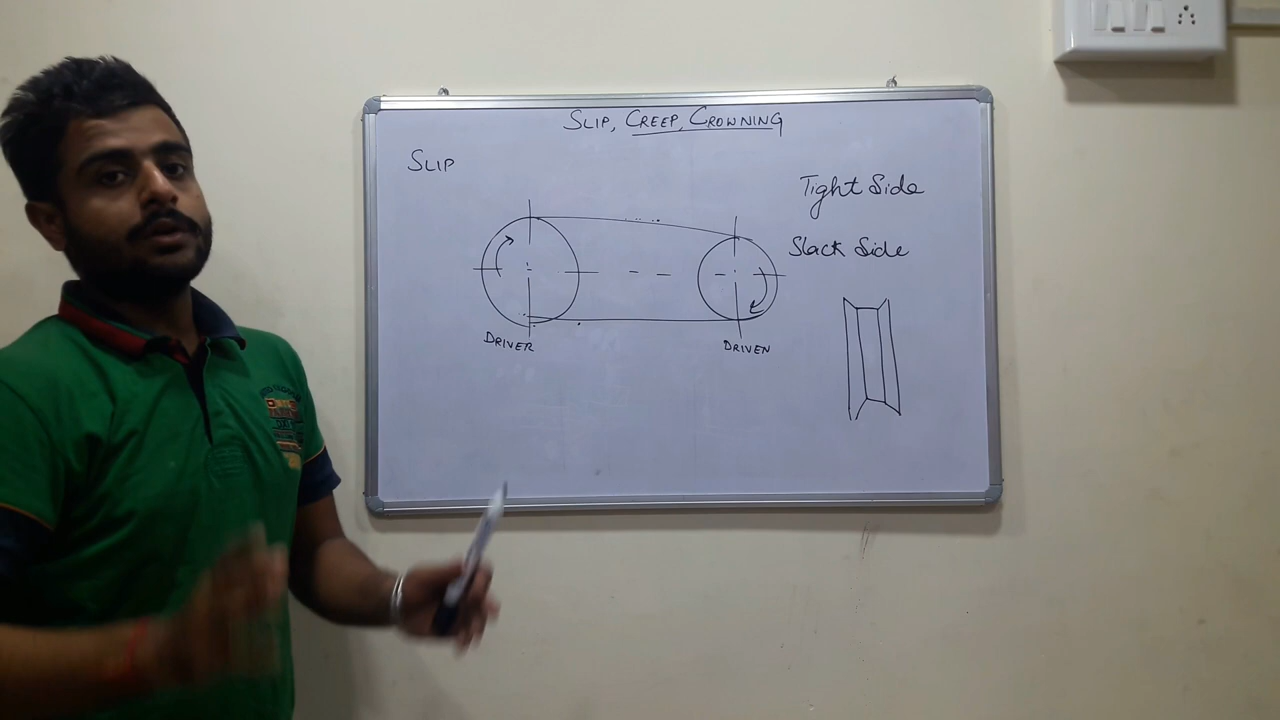 SLIP, CREEP, CROWNING
SLIP
Tight Side
Slack Side
DRIVER
DRIVEN